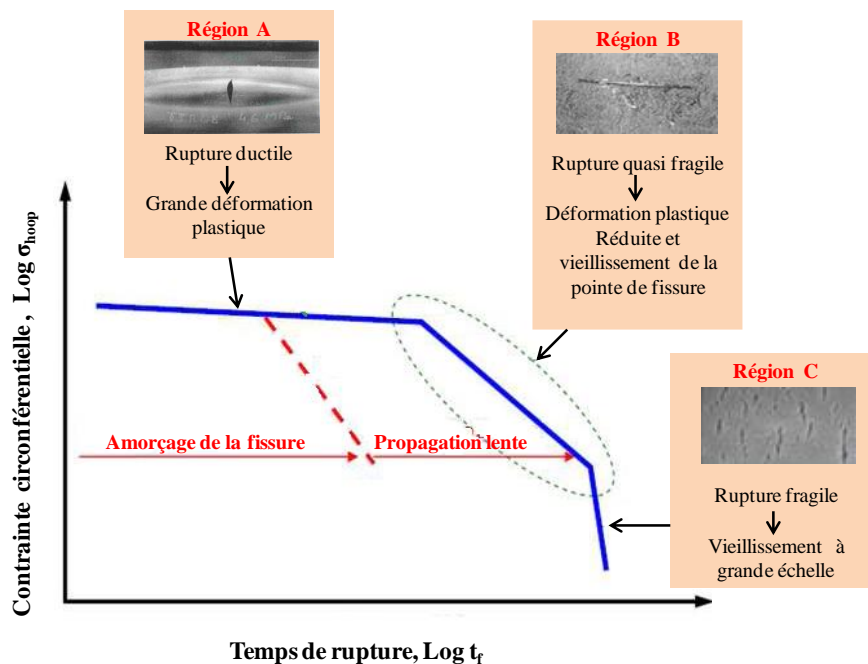 Région A
Rupture ductile
Grande déformation
plastique
Région B
Rupture quasi fragile
Déformation plastique
Réduite et
vieillissement de la
pointe de fissure
Région C
Rupture fragile
Vieillissement à
grande échelle
Amorçage de la fissure
Propagation lente
Contrainte circonférentielle , Log σhoop
Temps de rupture, Log tf